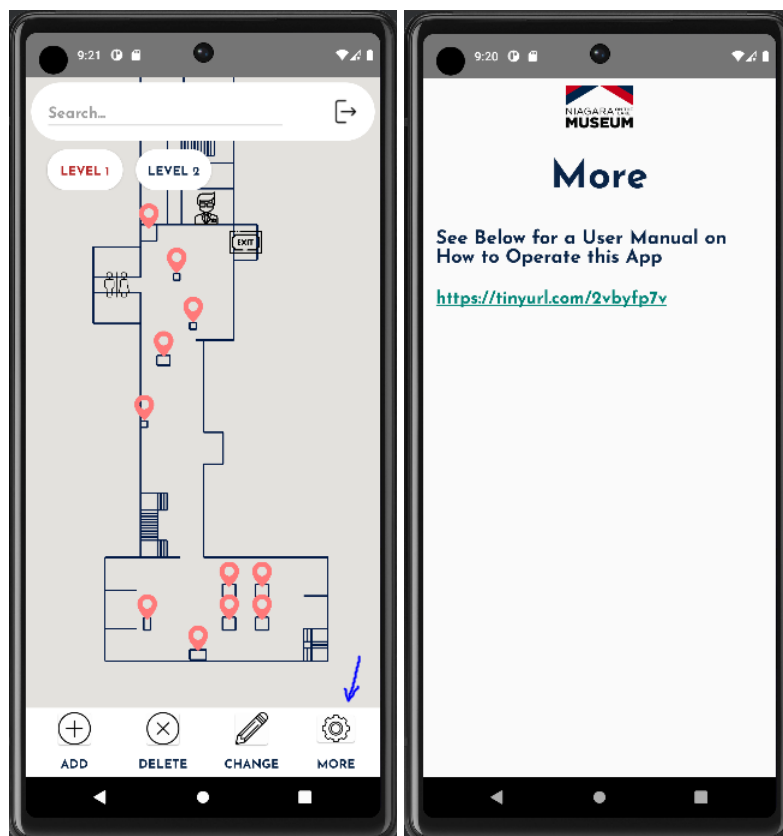 9:21
Search...
LEVEL 1 LEVEL 2
EXIT
ADD DELETE CHANGE MORE
9:20
NIAGARA
MUSEUM
More
See Below for a User Manual on
How to Operate this App
https://tinyurl.com/2vbyfp7v